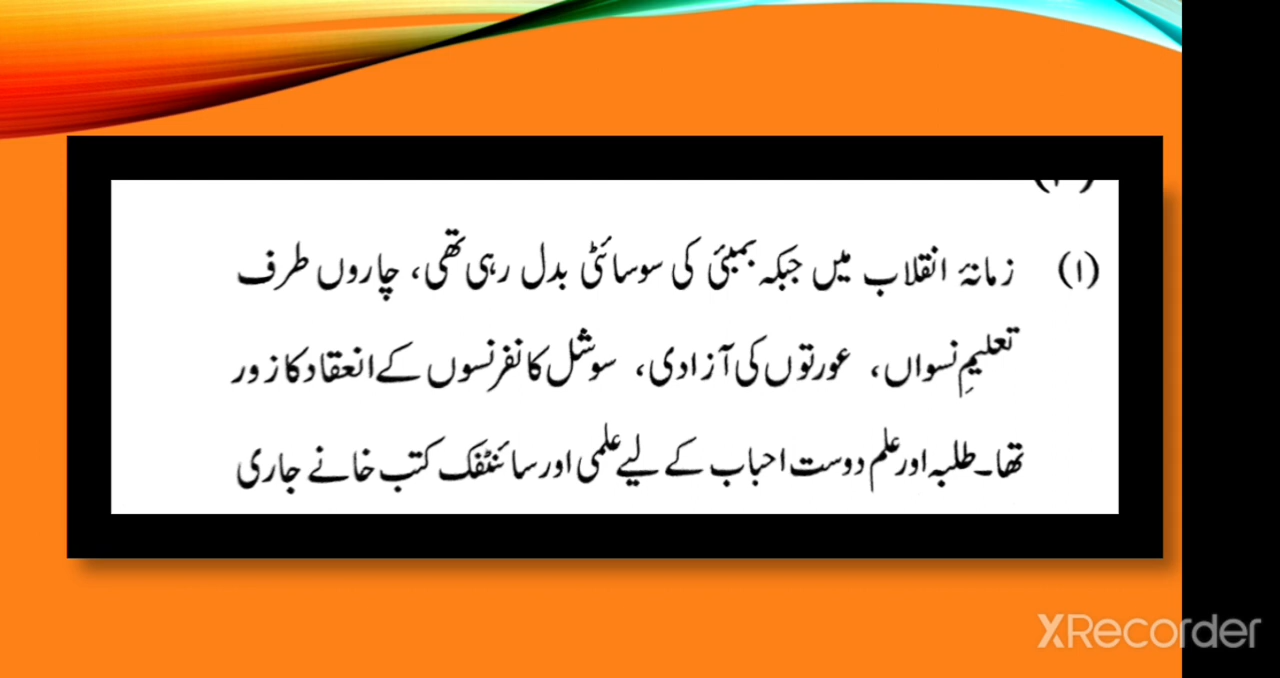 (۱) زمانۂ انقلاب میں جبکہ بمبئی کی سوسائٹی بدل رہی تھی، چاروں طرف
تعلیمِ نسواں، عورتوں کی آزادی، سوشل کانفرنسوں کے انعقاد کا زور
تھا۔ طلبہ اور علم دوست احباب کے لیے علمی اور سائنٹفک کتب خانے جاری
XRecorder